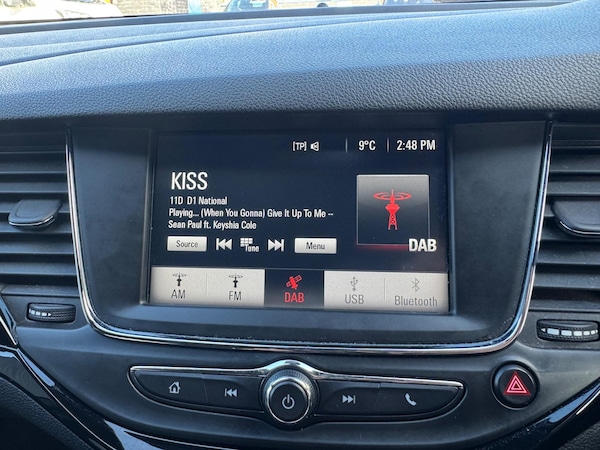 [TP] 9°C 2:48 PM
KISS
11D D1 National
Playing... (When You Gonna) Give It Up To Me --
Sean Paul ft. Keyshia Cole
DAB
Source Tune Menu
AM FM DAB USB Bluetooth